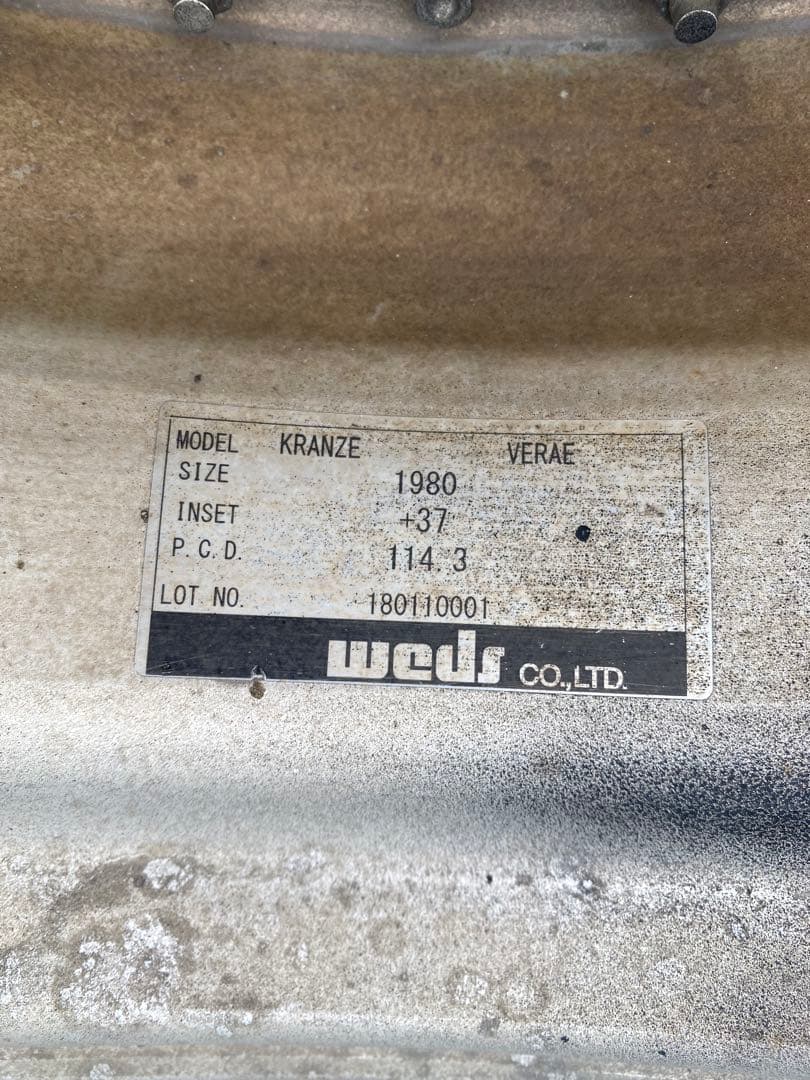 MODEL KRANZE VERAE
SIZE 1980
INSET +37
P.C.D. 114.3
LOT NO. 180110001
weds CO.,LTD.